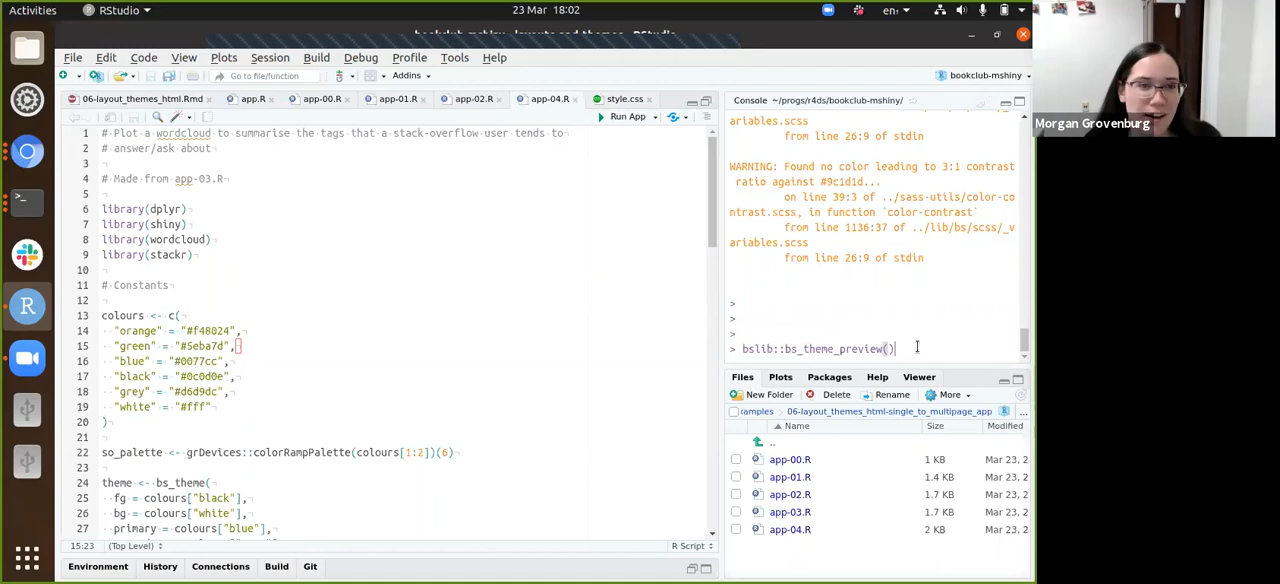 Activities
RStudio
23 Mar 18:02
en₁
bookclub-mshiny - layouts and themes - RStudio
File Edit Code View Plots Session Build Debug Profile Tools Help
Go to file/function
Addins
bookclub-mshiny
06-layout_themes_html.Rmd app.R app-00.R app-01.R app-02.R app-04.R style.css
Run App
1 # Plot a wordcloud to summarise the tags that a stack-overflow user tends to
2 # answer/ask about
3
4 # Made from app-03.R
5
6 library(dplyr)
7 library(shiny)
8 library(wordcloud)
9 library(stackr)
10
11 # Constants
12
13 colours <- c(
14 "orange" = "#f48024",
15 "green" = "#5eba7d",
16 "blue" = "#0077cc",
17 "black" = "#0c0d0e",
18 "grey" = "#d6d9dc",
19 "white" = "#fff"
20 )
21
22 so_palette <- grDevices::colorRampPalette(colours[1:2])(6)
23
24 theme <- bs_theme(
25 fg = colours["black"],
26 bg = colours["white"],
27 primary = colours["blue"],
15:23 (Top Level) R Script
Environment History Connections Build Git
Console ~/progs/r4ds/bookclub-mshiny/
ariables.scss
from line 26:9 of stdin
WARNING: Found no color leading to 3:1 contrast
ratio against #9c1d1d...
on line 39:3 of ../sass-utils/color-co
ntrast.scss, in function `color-contrast`
from line 1136:37 of ../lib/bs/scss/_v
ariables.scss
from line 26:9 of stdin
>
>
>
> bslib::bs_theme_preview()
Files Plots Packages Help Viewer
New Folder Delete Rename More
amples 06-layout_themes_html-single_to_multipage_app ...
Name Size Modified
..
app-00.R 1 KB Mar 23, 2
app-01.R 1.4 KB Mar 23, 2
app-02.R 1.7 KB Mar 23, 2
app-03.R 1.7 KB Mar 23, 2
app-04.R 2 KB Mar 23, 2
Morgan Grovenburg